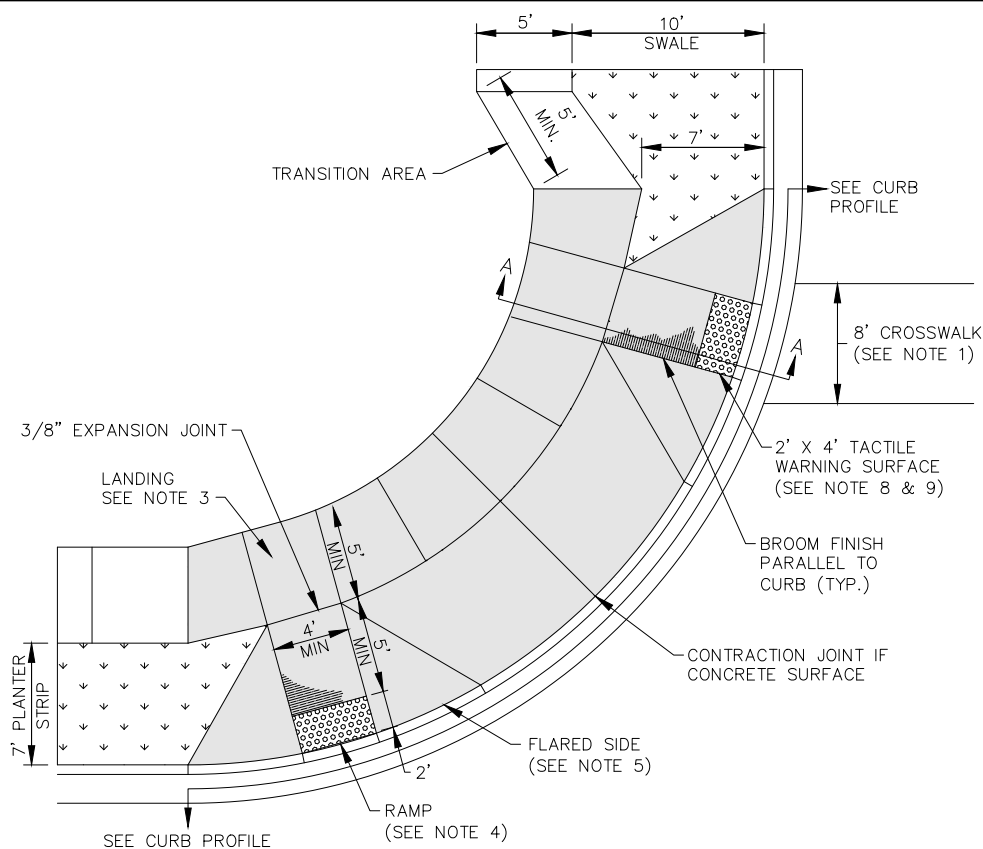 5'
10'
SWALE
5'
MIN.
7'
TRANSITION AREA
SEE CURB
PROFILE
A
A
8' CROSSWALK
(SEE NOTE 1)
3/8" EXPANSION JOINT
LANDING
SEE NOTE 3
2' X 4' TACTILE
WARNING SURFACE
(SEE NOTE 8 & 9)
5'
MIN
BROOM FINISH
PARALLEL TO
CURB (TYP.)
4'
MIN
5'
MIN
CONTRACTION JOINT IF
CONCRETE SURFACE
7' PLANTER
STRIP
FLARED SIDE
(SEE NOTE 5)
2'
RAMP
(SEE NOTE 4)
SEE CURB PROFILE